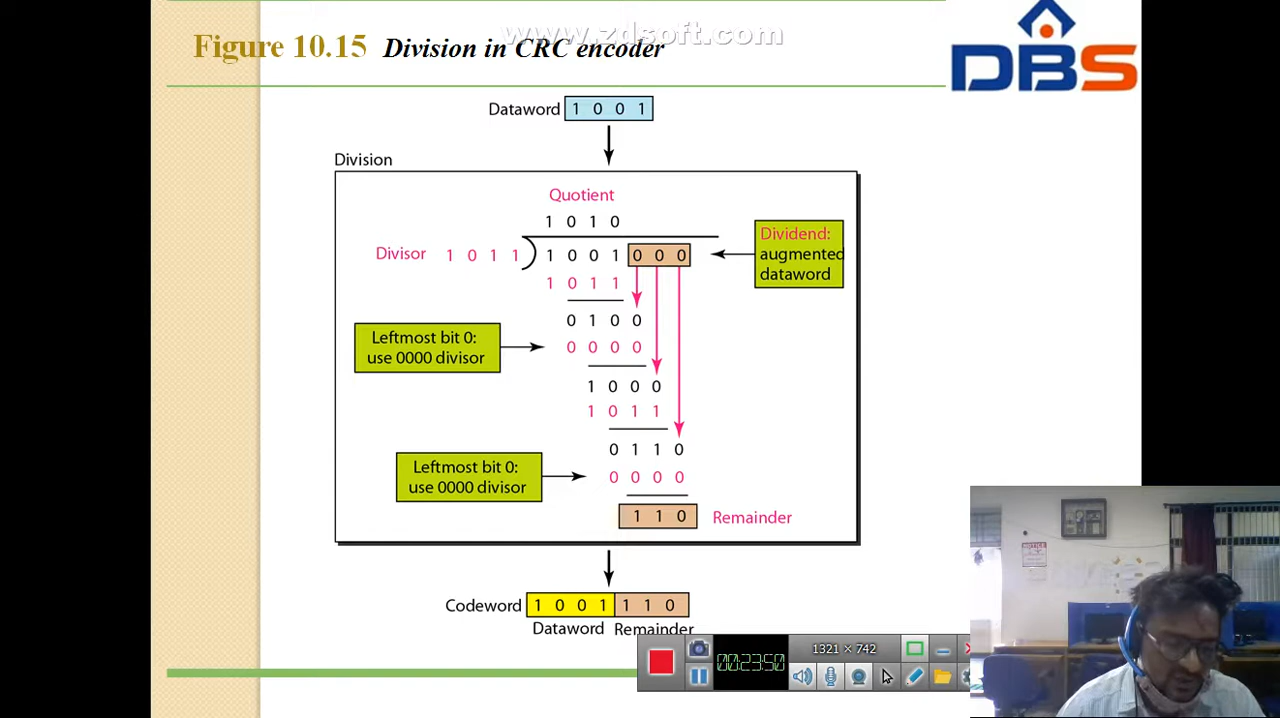 www.zdsoft.com
Figure 10.15 Division in CRC encoder
DBS
Dataword 1 0 0 1
Division
Quotient
1 0 1 0
Divisor 1 0 1 1 1 0 0 1 0 0 0
Dividend:
augmented
dataword
1 0 1 1
0 1 0 0
Leftmost bit 0:
use 0000 divisor
0 0 0 0
1 0 0 0
1 0 1 1
0 1 1 0
Leftmost bit 0:
use 0000 divisor
0 0 0 0
1 1 0 Remainder
Codeword 1 0 0 1 1 1 0
Dataword Remainder
00:23:50
1321 × 742
NOTICE